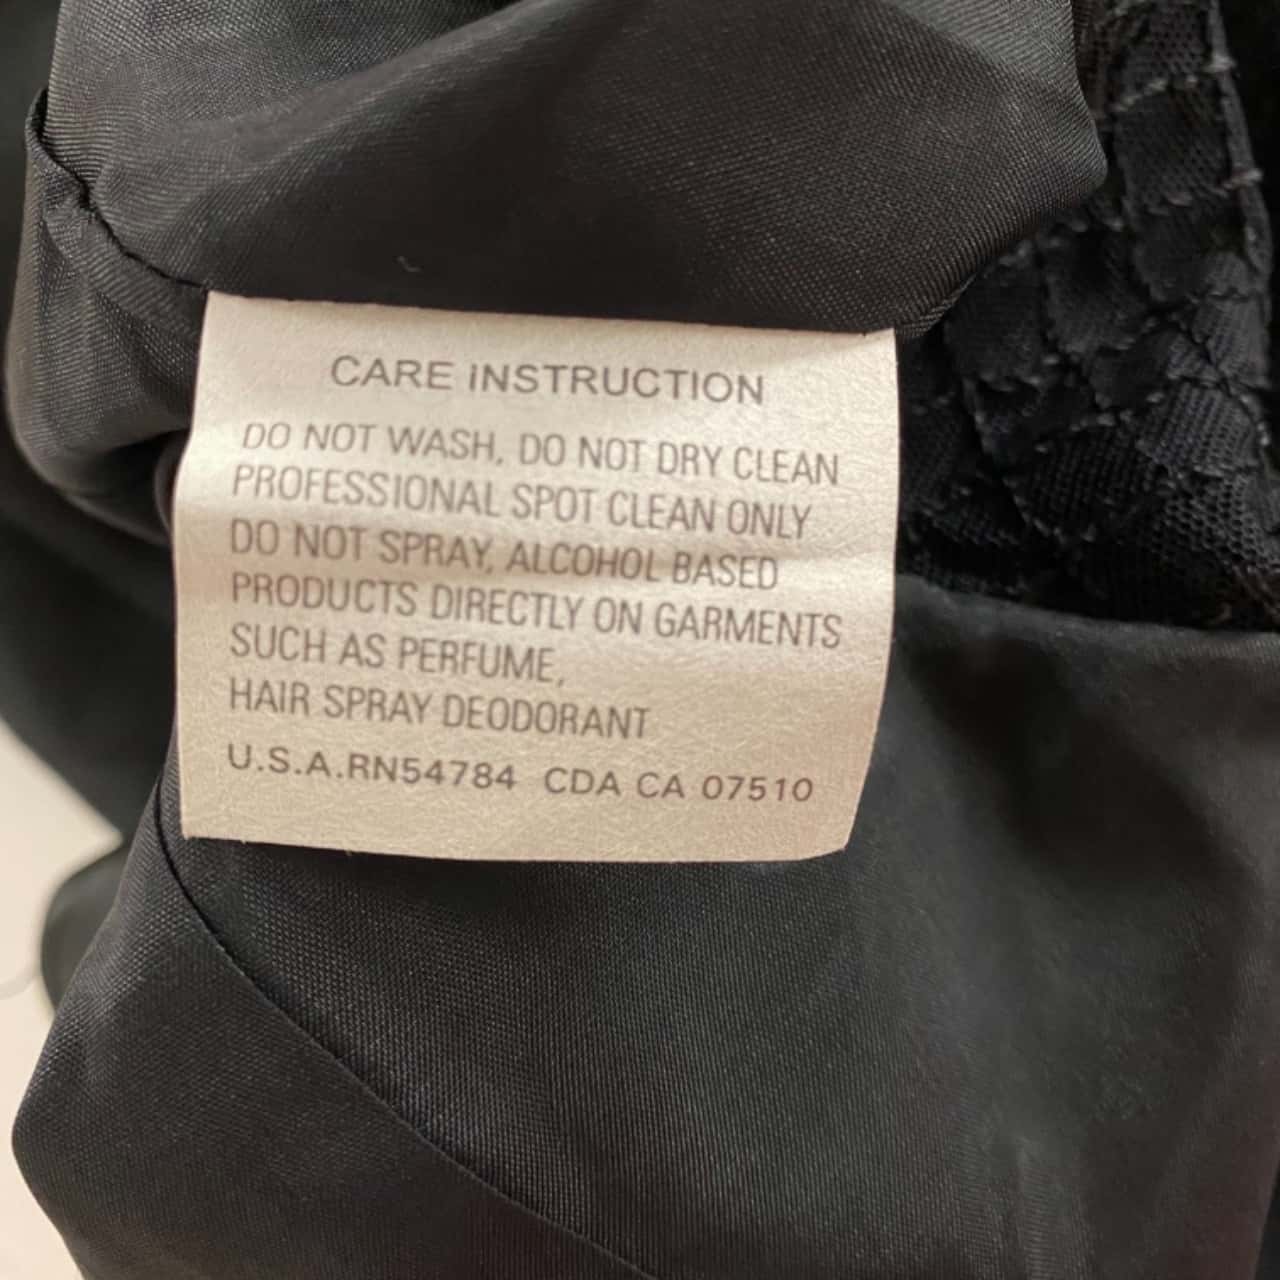 CARE INSTRUCTION
DO NOT WASH, DO NOT DRY CLEAN
PROFESSIONAL SPOT CLEAN ONLY
DO NOT SPRAY, ALCOHOL BASED
PRODUCTS DIRECTLY ON GARMENTS
SUCH AS PERFUME,
HAIR SPRAY DEODORANT
U.S.A.RN54784 CDA CA 07510